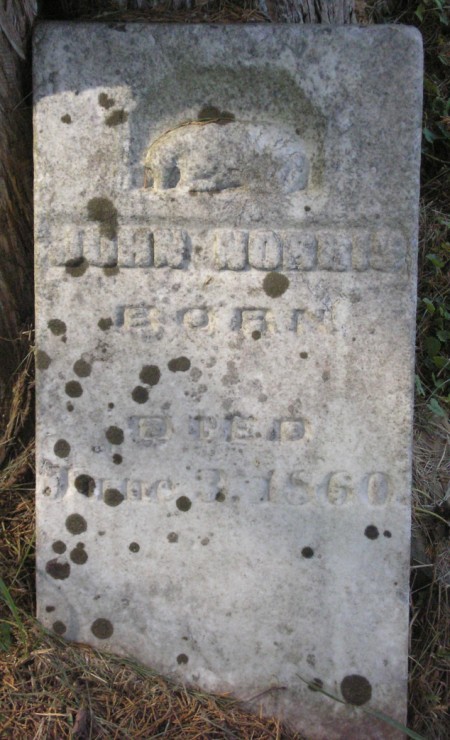 JOHN NORRIS
BORN
DIED
June 3, 1860.